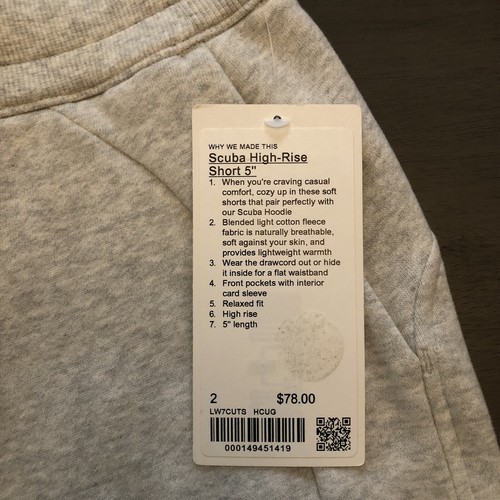 WHY WE MADE THIS
Scuba High-Rise
Short 5"
1. When you're craving casual
comfort, cozy up in these soft
shorts that pair perfectly with
our Scuba Hoodie
2. Blended light cotton fleece
fabric is naturally breathable,
soft against your skin, and
provides lightweight warmth
3. Wear the drawcord out or hide
it inside for a flat waistband
4. Front pockets with interior
card sleeve
5. Relaxed fit
6. High rise
7. 5" length
2 $78.00
LW7CUTS HCUG
000149451419